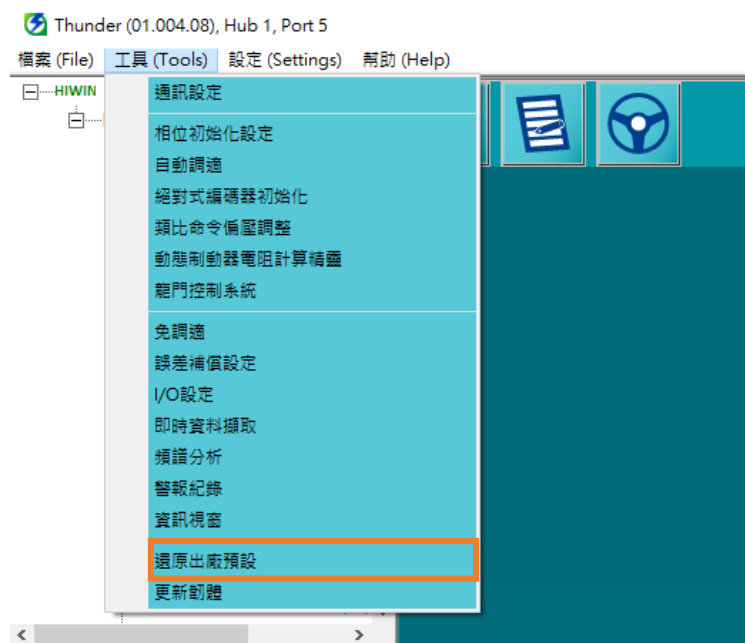 Thunder (01.004.08), Hub 1, Port 5
檔案 (File) 工具 (Tools) 設定 (Settings) 幫助 (Help)
HIWIN
通訊設定
相位初始化設定
自動調適
絕對式編碼器初始化
類比命令偏壓調整
動態制動器電阻計算精靈
龍門控制系統
免調適
誤差補償設定
I/O設定
即時資料擷取
頻譜分析
警報紀錄
資訊視窗
還原出廠預設
更新韌體